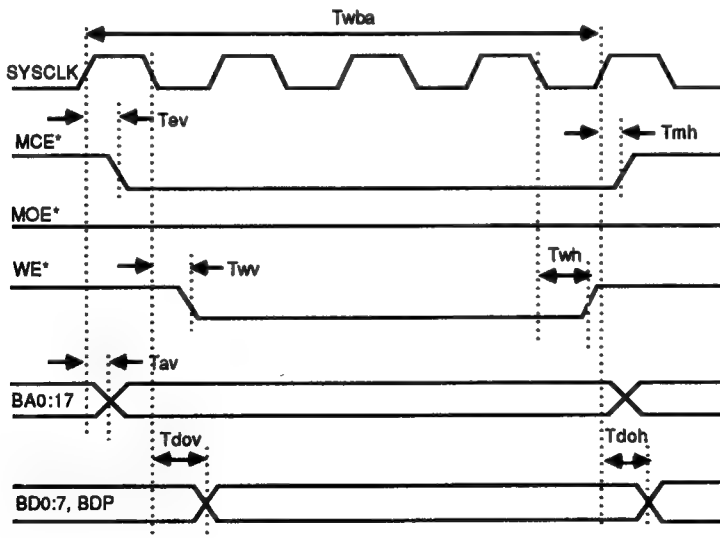 Twba
SYSCLK
Tev
Tmh
MCE*
MOE*
WE*
Twv
Twh
Tav
BA0:17
Tdov
Tdoh
BD0:7, BDP